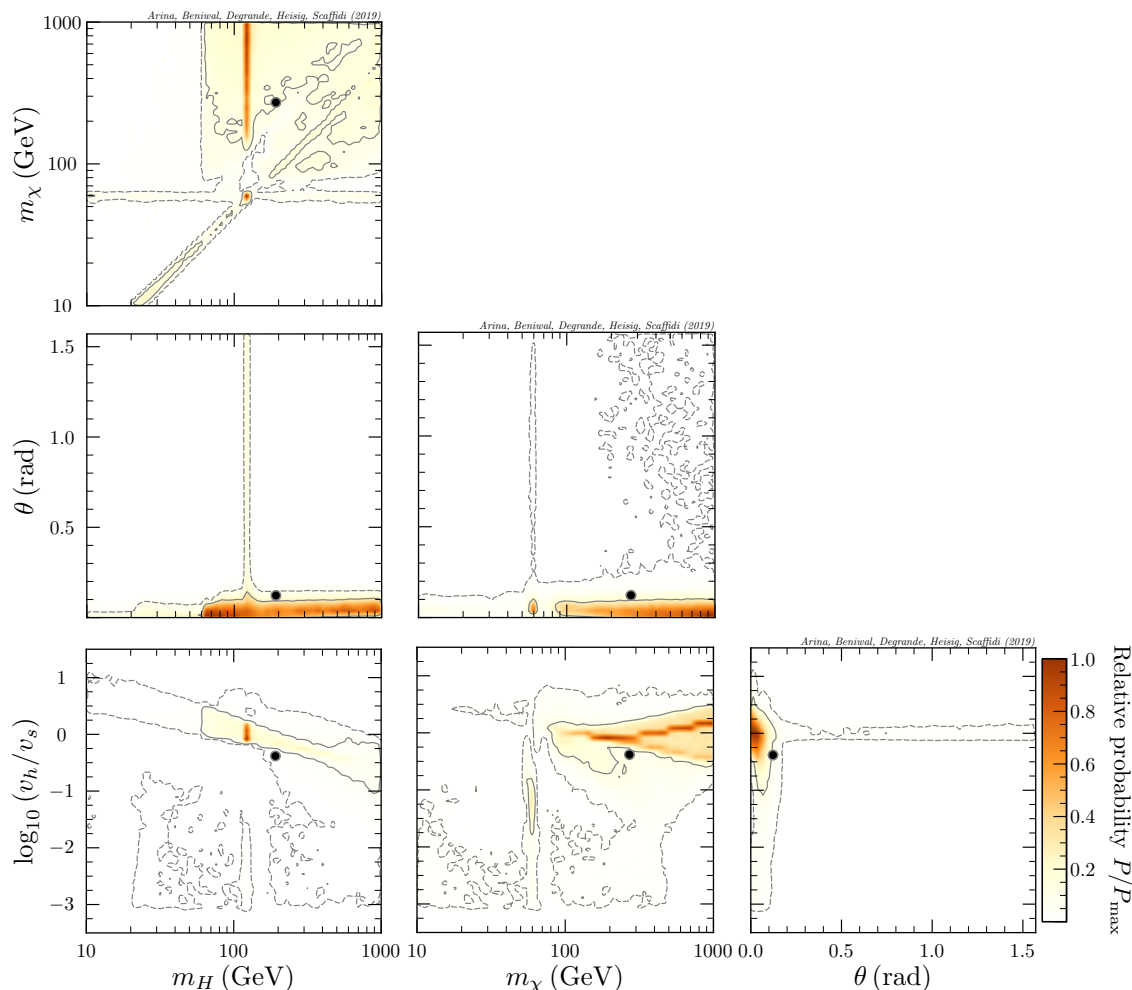 Arina, Beniwal, Degrande, Heisig, Scaffidi (2019)
1000
100
10
m_χ (GeV)
10
100
1000
Arina, Beniwal, Degrande, Heisig, Scaffidi (2019)
1.5
1.0
0.5
θ (rad)
Arina, Beniwal, Degrande, Heisig, Scaffidi (2019)
1
0
−1
−2
−3
log₁₀ (v_h/v_s)
10
100
1000
m_H (GeV)
10
100
1000
m_χ (GeV)
0.0
0.5
1.0
1.5
θ (rad)
1.0
0.8
0.6
0.4
0.2
Relative probability P/P_max